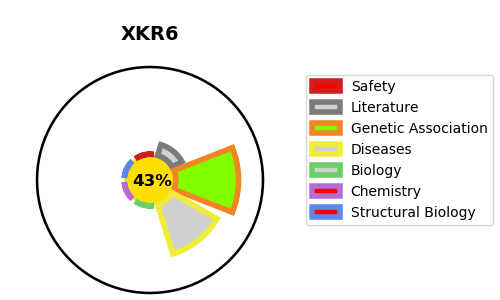 XKR6
43%
Safety
Literature
Genetic Association
Diseases
Biology
Chemistry
Structural Biology